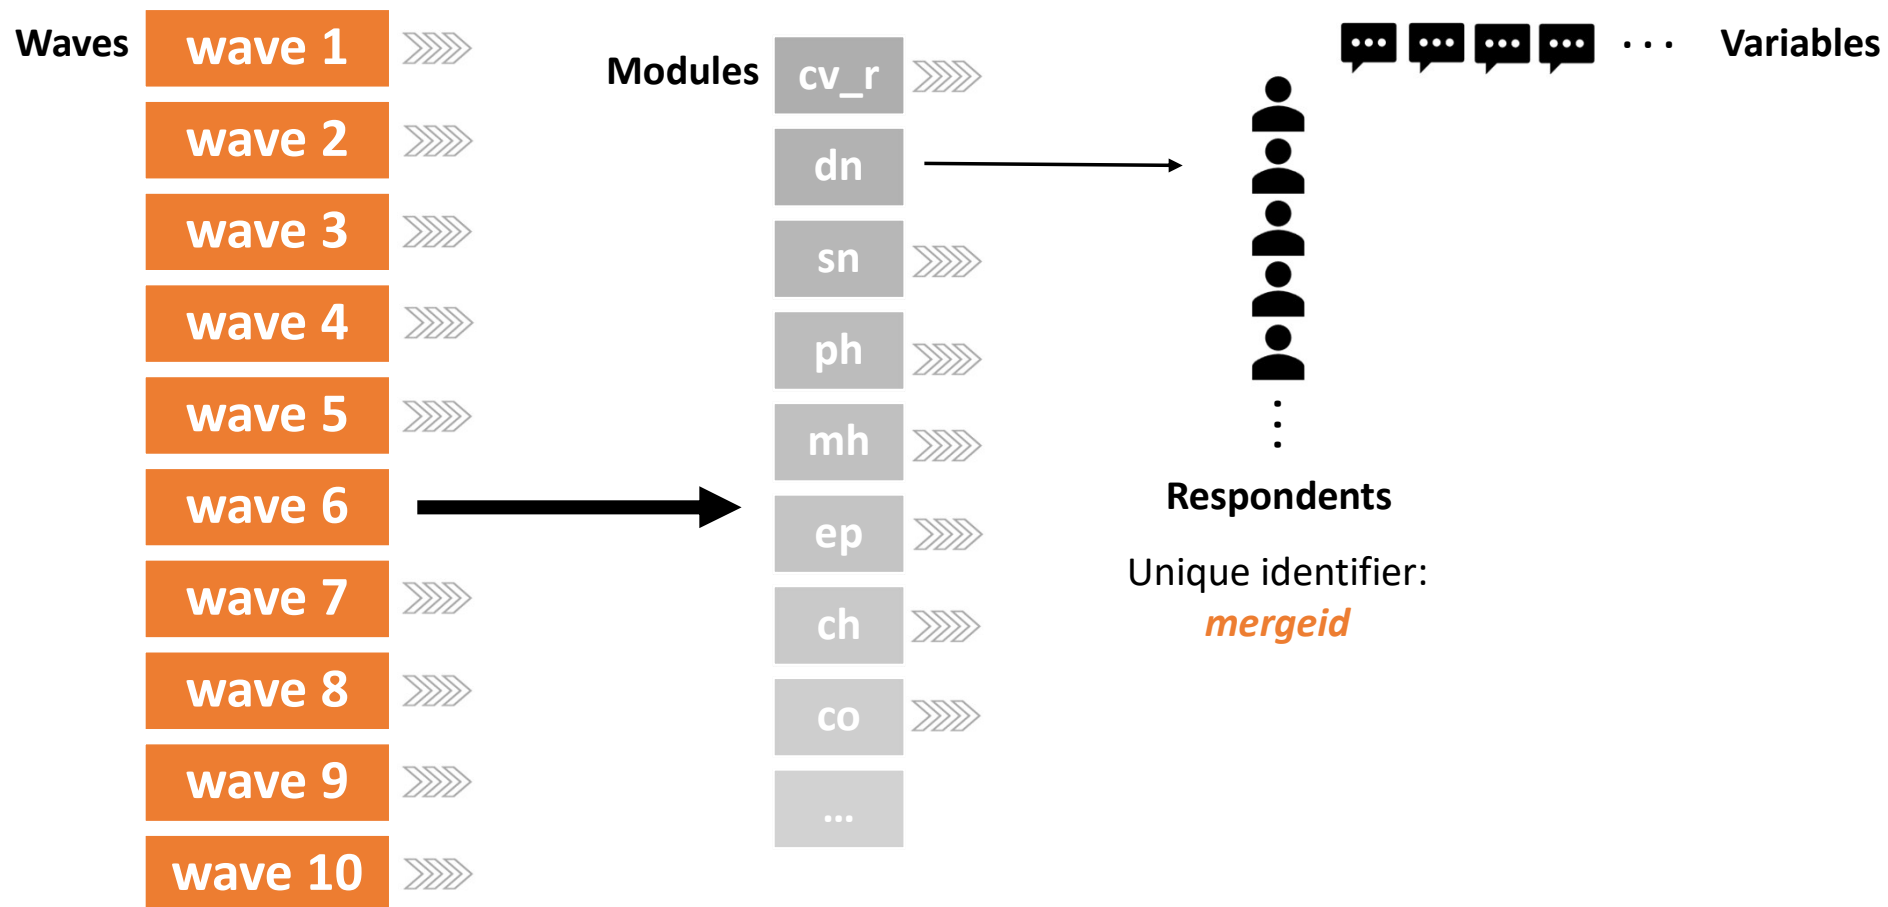 Waves
wave 1
wave 2
wave 3
wave 4
wave 5
wave 6
wave 7
wave 8
wave 9
wave 10
Modules
cv_r
dn
sn
ph
mh
ep
ch
co
...
... Variables
Respondents
Unique identifier:
mergeid